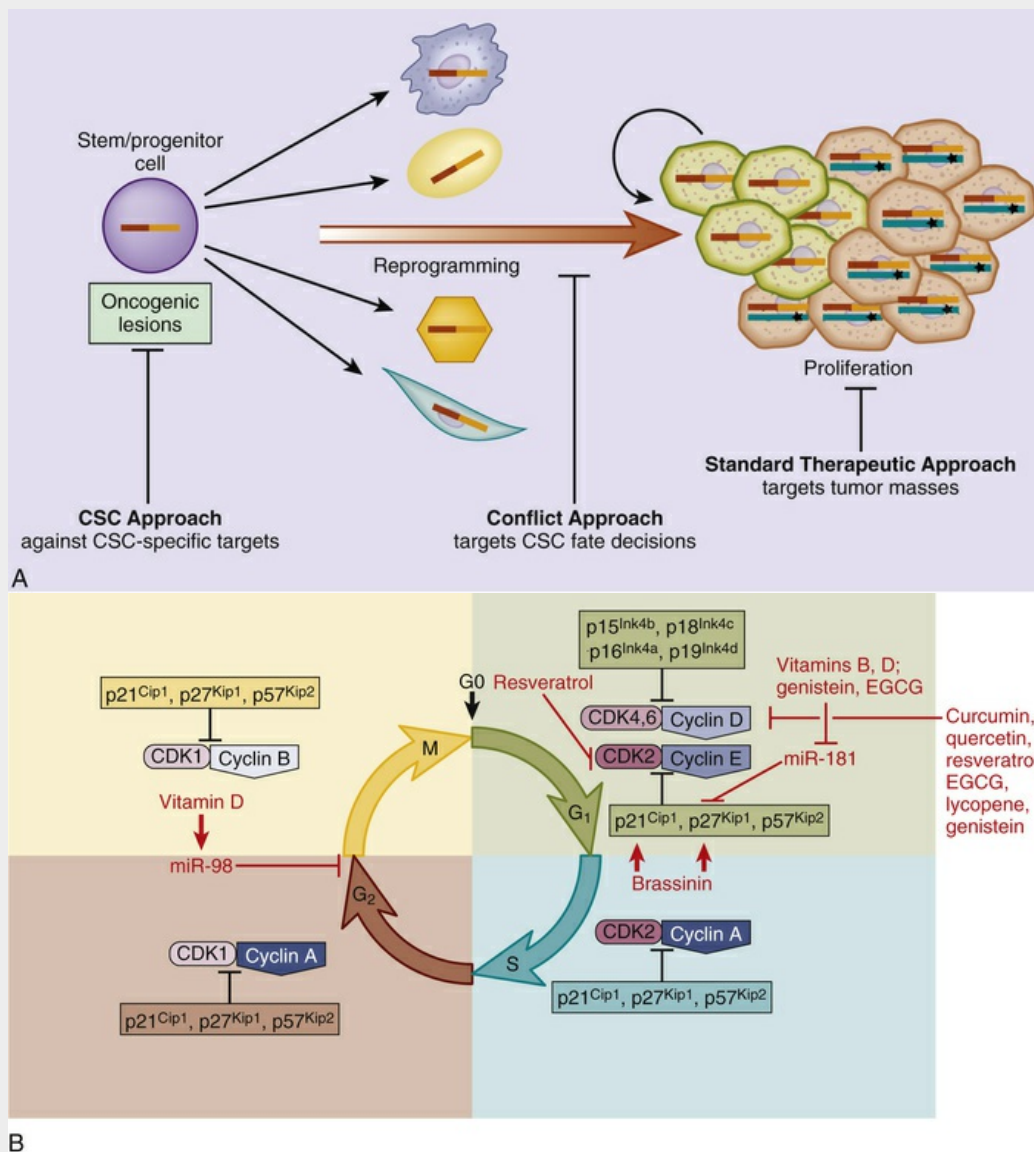 Stem/progenitor
cell
Oncogenic
lesions
Reprogramming
Proliferation
Standard Therapeutic Approach
targets tumor masses
CSC Approach
against CSC-specific targets
Conflict Approach
targets CSC fate decisions
A
p21Cip1, p27Kip1, p57Kip2
CDK1 Cyclin B
Vitamin D
miR-98
CDK1 Cyclin A
p21Cip1, p27Kip1, p57Kip2
M
G0
G1
G2
S
p15Ink4b, p18Ink4c
p16Ink4a, p19Ink4d
Resveratrol
CDK4,6 Cyclin D
CDK2 Cyclin E
Vitamins B, D;
genistein, EGCG
miR-181
p21Cip1, p27Kip1, p57Kip2
Brassinin
CDK2 Cyclin A
p21Cip1, p27Kip1, p57Kip2
Curcumin,
quercetin,
resveratro
EGCG,
lycopene,
genistein
B